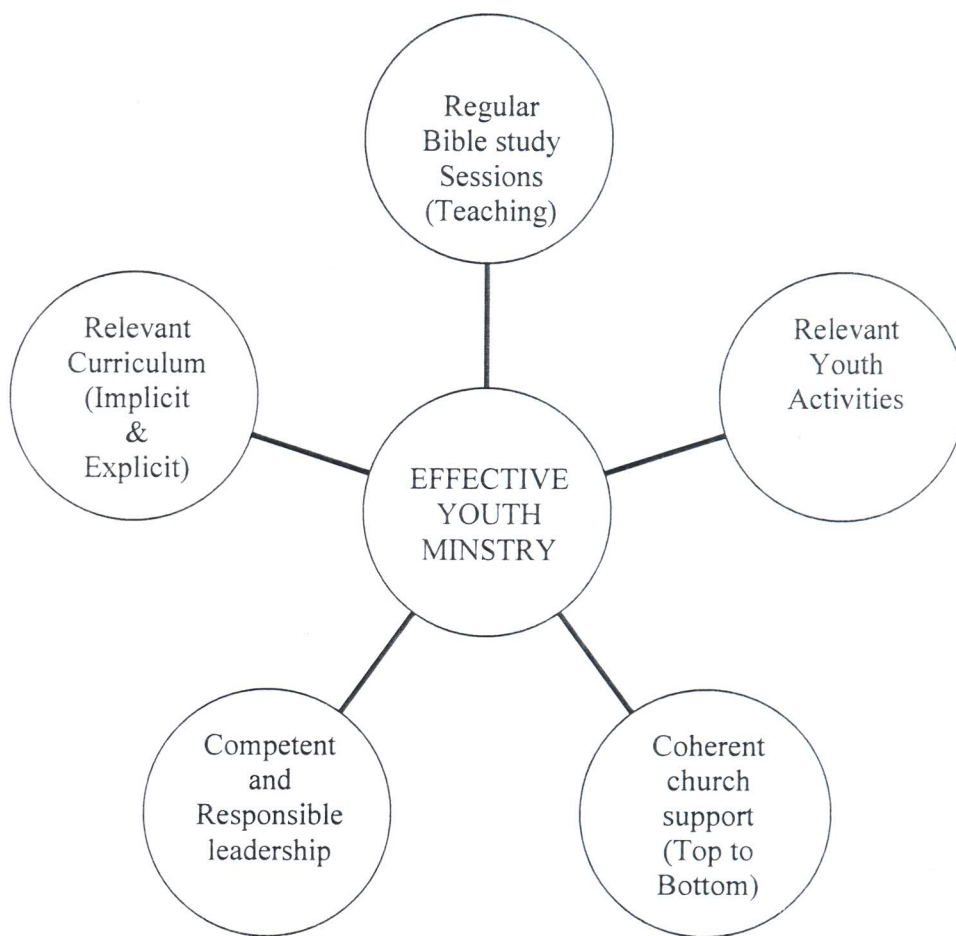 Regular
Bible study
Sessions
(Teaching)
Relevant
Curriculum
(Implicit
&
Explicit)
Relevant
Youth
Activities
EFFECTIVE
YOUTH
MINSTRY
Competent
and
Responsible
leadership
Coherent
church
support
(Top to
Bottom)